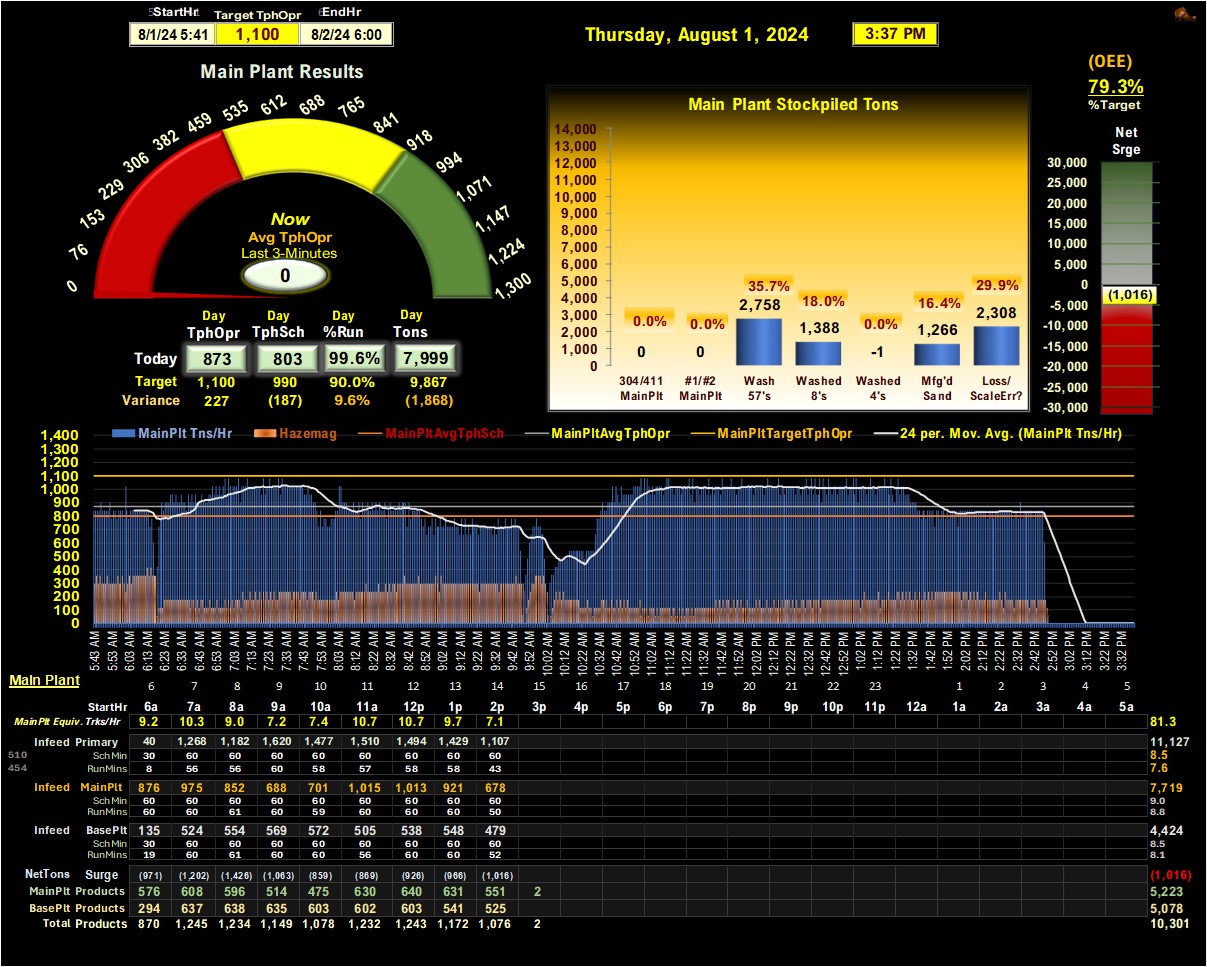 StartHr Target TphOpr EndHr
8/1/24 5:41 1,100 8/2/24 6:00
Thursday, August 1, 2024 3:37 PM
(OEE)
79.3%
%Target
Main Plant Results
0 76 153 229 306 382 459 535 612 688 765 841 918 994 1,071 1,147 1,224 1,300
Now
Avg TphOpr
Last 3-Minutes
0
Day Day Day Day
TphOpr TphSch %Run Tons
Today 873 803 99.6% 7,999
Target 1,100 990 90.0% 9,867
Variance 227 (187) 9.6% (1,868)
Main Plant Stockpiled Tons
14,000
13,000
12,000
11,000
10,000
9,000
8,000
7,000
6,000
5,000
4,000
3,000
2,000
1,000
0
0.0% 0.0% 35.7% 18.0% 0.0% 16.4% 29.9%
0 0 2,758 1,388 -1 1,266 2,308
304/411 #1/#2 Wash Washed Washed Mfg'd Loss/
MainPlt MainPlt 57's 8's 4's Sand ScaleErr?
Net
Srge
30,000
25,000
20,000
15,000
10,000
5,000
0
(1,016)
-5,000
-10,000
-15,000
-20,000
-25,000
-30,000
MainPlt Tns/Hr Hazemag MainPltAvgTphSch MainPltAvgTphOpr MainPltTargetTphOpr 24 per. Mov. Avg. (MainPlt Tns/Hr)
1,400
1,300
1,200
1,100
1,000
900
800
700
600
500
400
300
200
100
0
5:43 AM 5:53 AM 6:03 AM 6:13 AM 6:23 AM 6:33 AM 6:43 AM 6:53 AM 7:03 AM 7:13 AM 7:23 AM 7:33 AM 7:43 AM 7:53 AM 8:03 AM 8:12 AM 8:22 AM 8:32 AM 8:42 AM 8:52 AM 9:02 AM 9:12 AM 9:22 AM 9:32 AM 9:42 AM 9:52 AM 10:02 AM 10:12 AM 10:22 AM 10:32 AM 10:42 AM 10:52 AM 11:02 AM 11:12 AM 11:22 AM 11:32 AM 11:42 AM 11:52 AM 12:02 PM 12:12 PM 12:21 PM 12:31 PM 12:42 PM 12:52 PM 1:02 PM 1:12 PM 1:21 PM 1:31 PM 1:42 PM 1:52 PM 2:02 PM 2:12 PM 2:22 PM 2:32 PM 2:42 PM 2:52 PM 3:02 PM 3:12 PM 3:22 PM 3:32 PM
Main Plant 6 7 8 9 10 11 12 13 14 15 16 17 18 19 20 21 22 23 1 2 3 4 5
StartHr 6a 7a 8a 9a 10a 11a 12p 1p 2p 3p 4p 5p 6p 7p 8p 9p 10p 11p 12a 1a 2a 3a 4a 5a
MainPlt Equiv. Trks/Hr 9.2 10.3 9.0 7.2 7.4 10.7 10.7 9.7 7.1 81.3
Infeed Primary 40 1,268 1,182 1,620 1,477 1,510 1,494 1,429 1,107 11,127
510 Sch Min 30 60 60 60 60 60 60 60 60 8.5
454 RunMins 8 56 56 60 58 57 58 58 43 7.6
Infeed MainPlt 876 975 852 688 701 1,015 1,013 921 678 7,719
Sch Min 60 60 60 60 60 60 60 60 60 9.0
RunMins 60 60 61 60 59 60 60 60 50 8.8
Infeed BasePlt 135 524 554 569 572 505 538 548 479 4,424
Sch Min 30 60 60 60 60 60 60 60 60 8.5
RunMins 19 60 61 60 60 56 60 60 52 8.1
NetTons Surge (971) (1,202) (1,426) (1,063) (859) (869) (926) (966) (1,016) (1,016)
MainPlt Products 576 608 596 514 475 630 640 631 551 2 5,223
BasePlt Products 294 637 638 635 603 602 603 541 525 5,078
Total Products 870 1,245 1,234 1,149 1,078 1,232 1,243 1,172 1,076 2 10,301